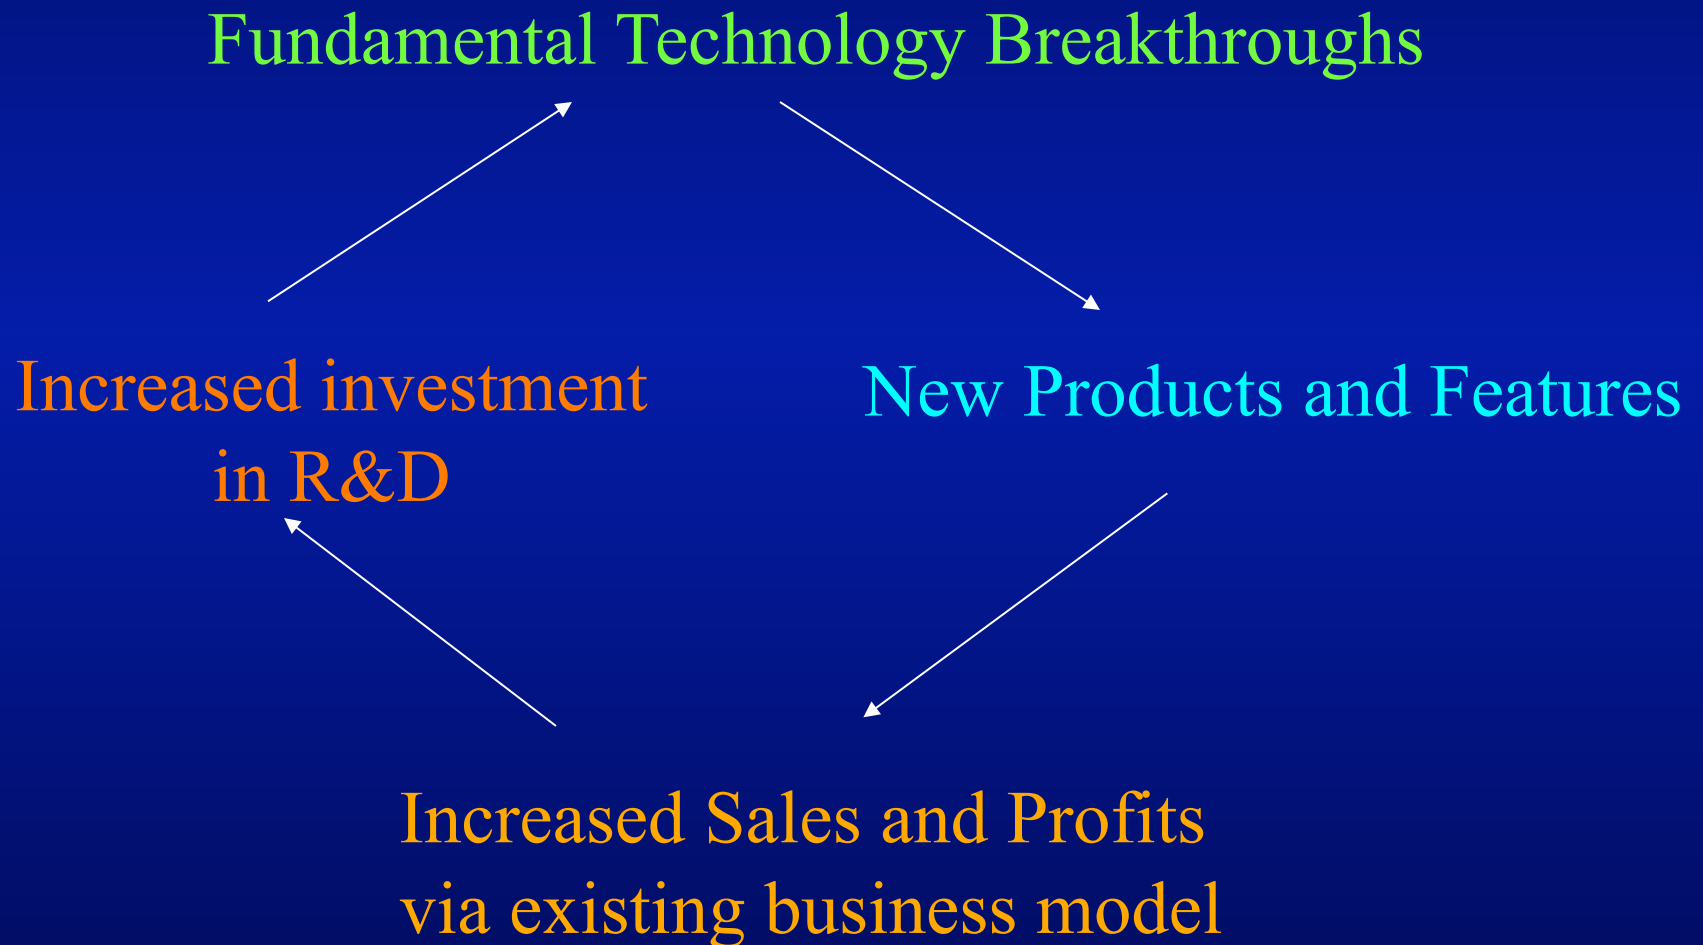 Fundamental Technology Breakthroughs
Increased investment
in R&D
New Products and Features
Increased Sales and Profits
via existing business model